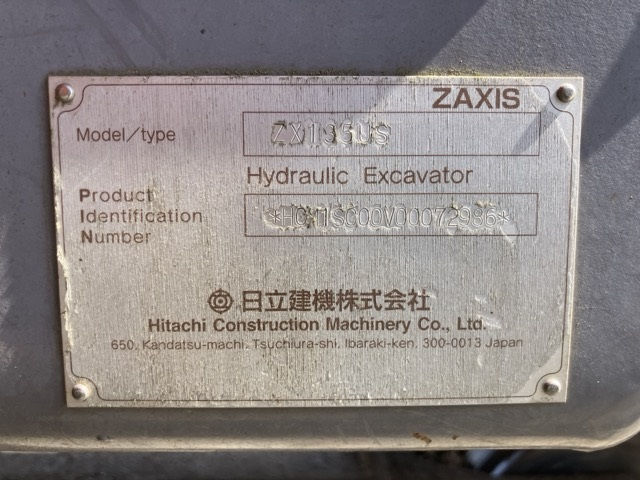 ZAXIS
Model/type ZX135US
Hydraulic Excavator
Product
Identification
Number
日立建機株式会社
Hitachi Construction Machinery Co., Ltd.
650, Kandatsu-machi, Tsuchiura-shi, Ibaraki-ken, 300-0013 Japan